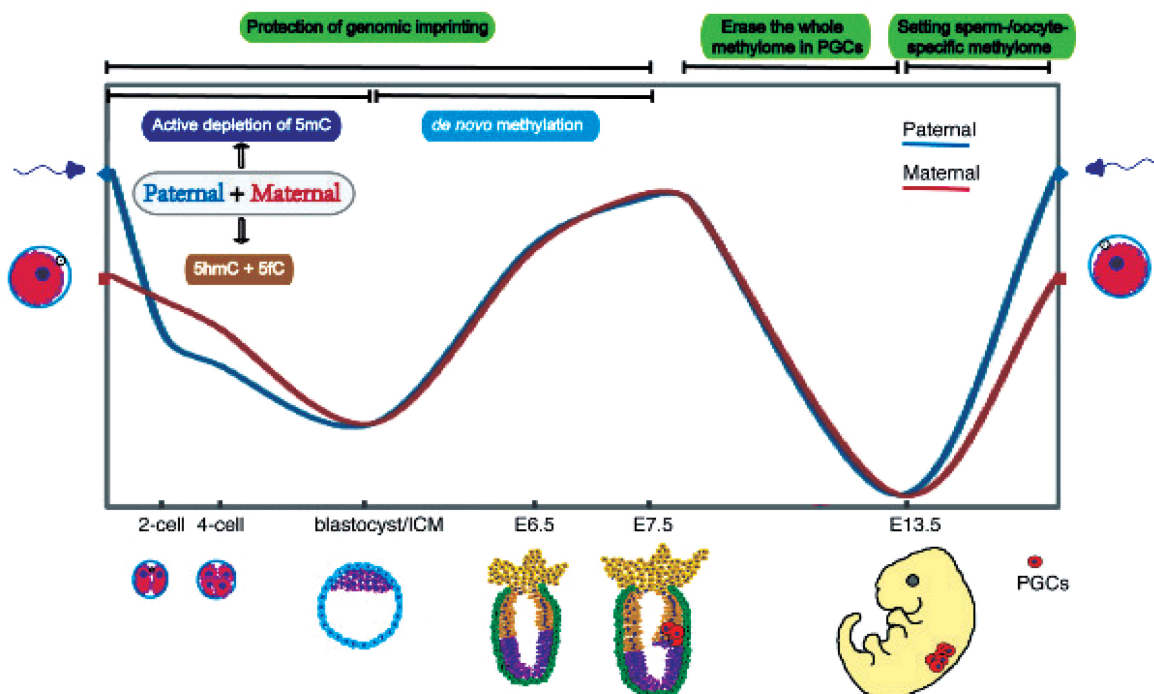 Protection of genomic imprinting
Erase the whole
methylome in PGCs
Setting sperm-/oocyte-
specific methylome
Active depletion of 5mC
de novo methylation
Paternal + Maternal
5hmC + 5fC
Paternal
Maternal
2-cell
4-cell
blastocyst/ICM
E6.5
E7.5
E13.5
PGCs